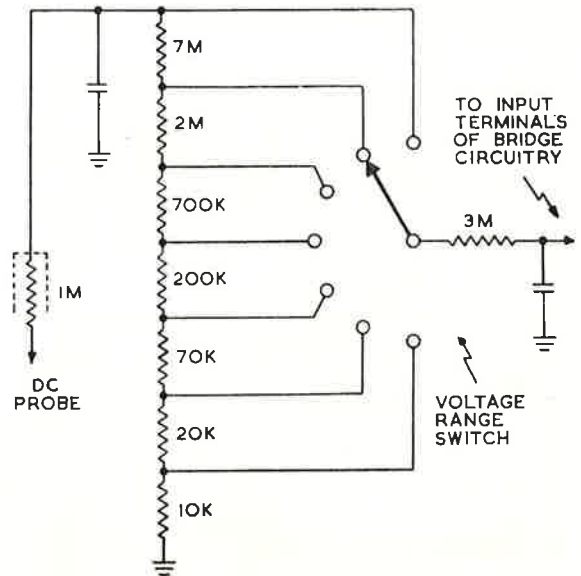 7M
2M
700K
200K
70K
20K
10K
1M
DC
PROBE
3M
TO INPUT
TERMINALS
OF BRIDGE
CIRCUITRY
VOLTAGE
RANGE
SWITCH